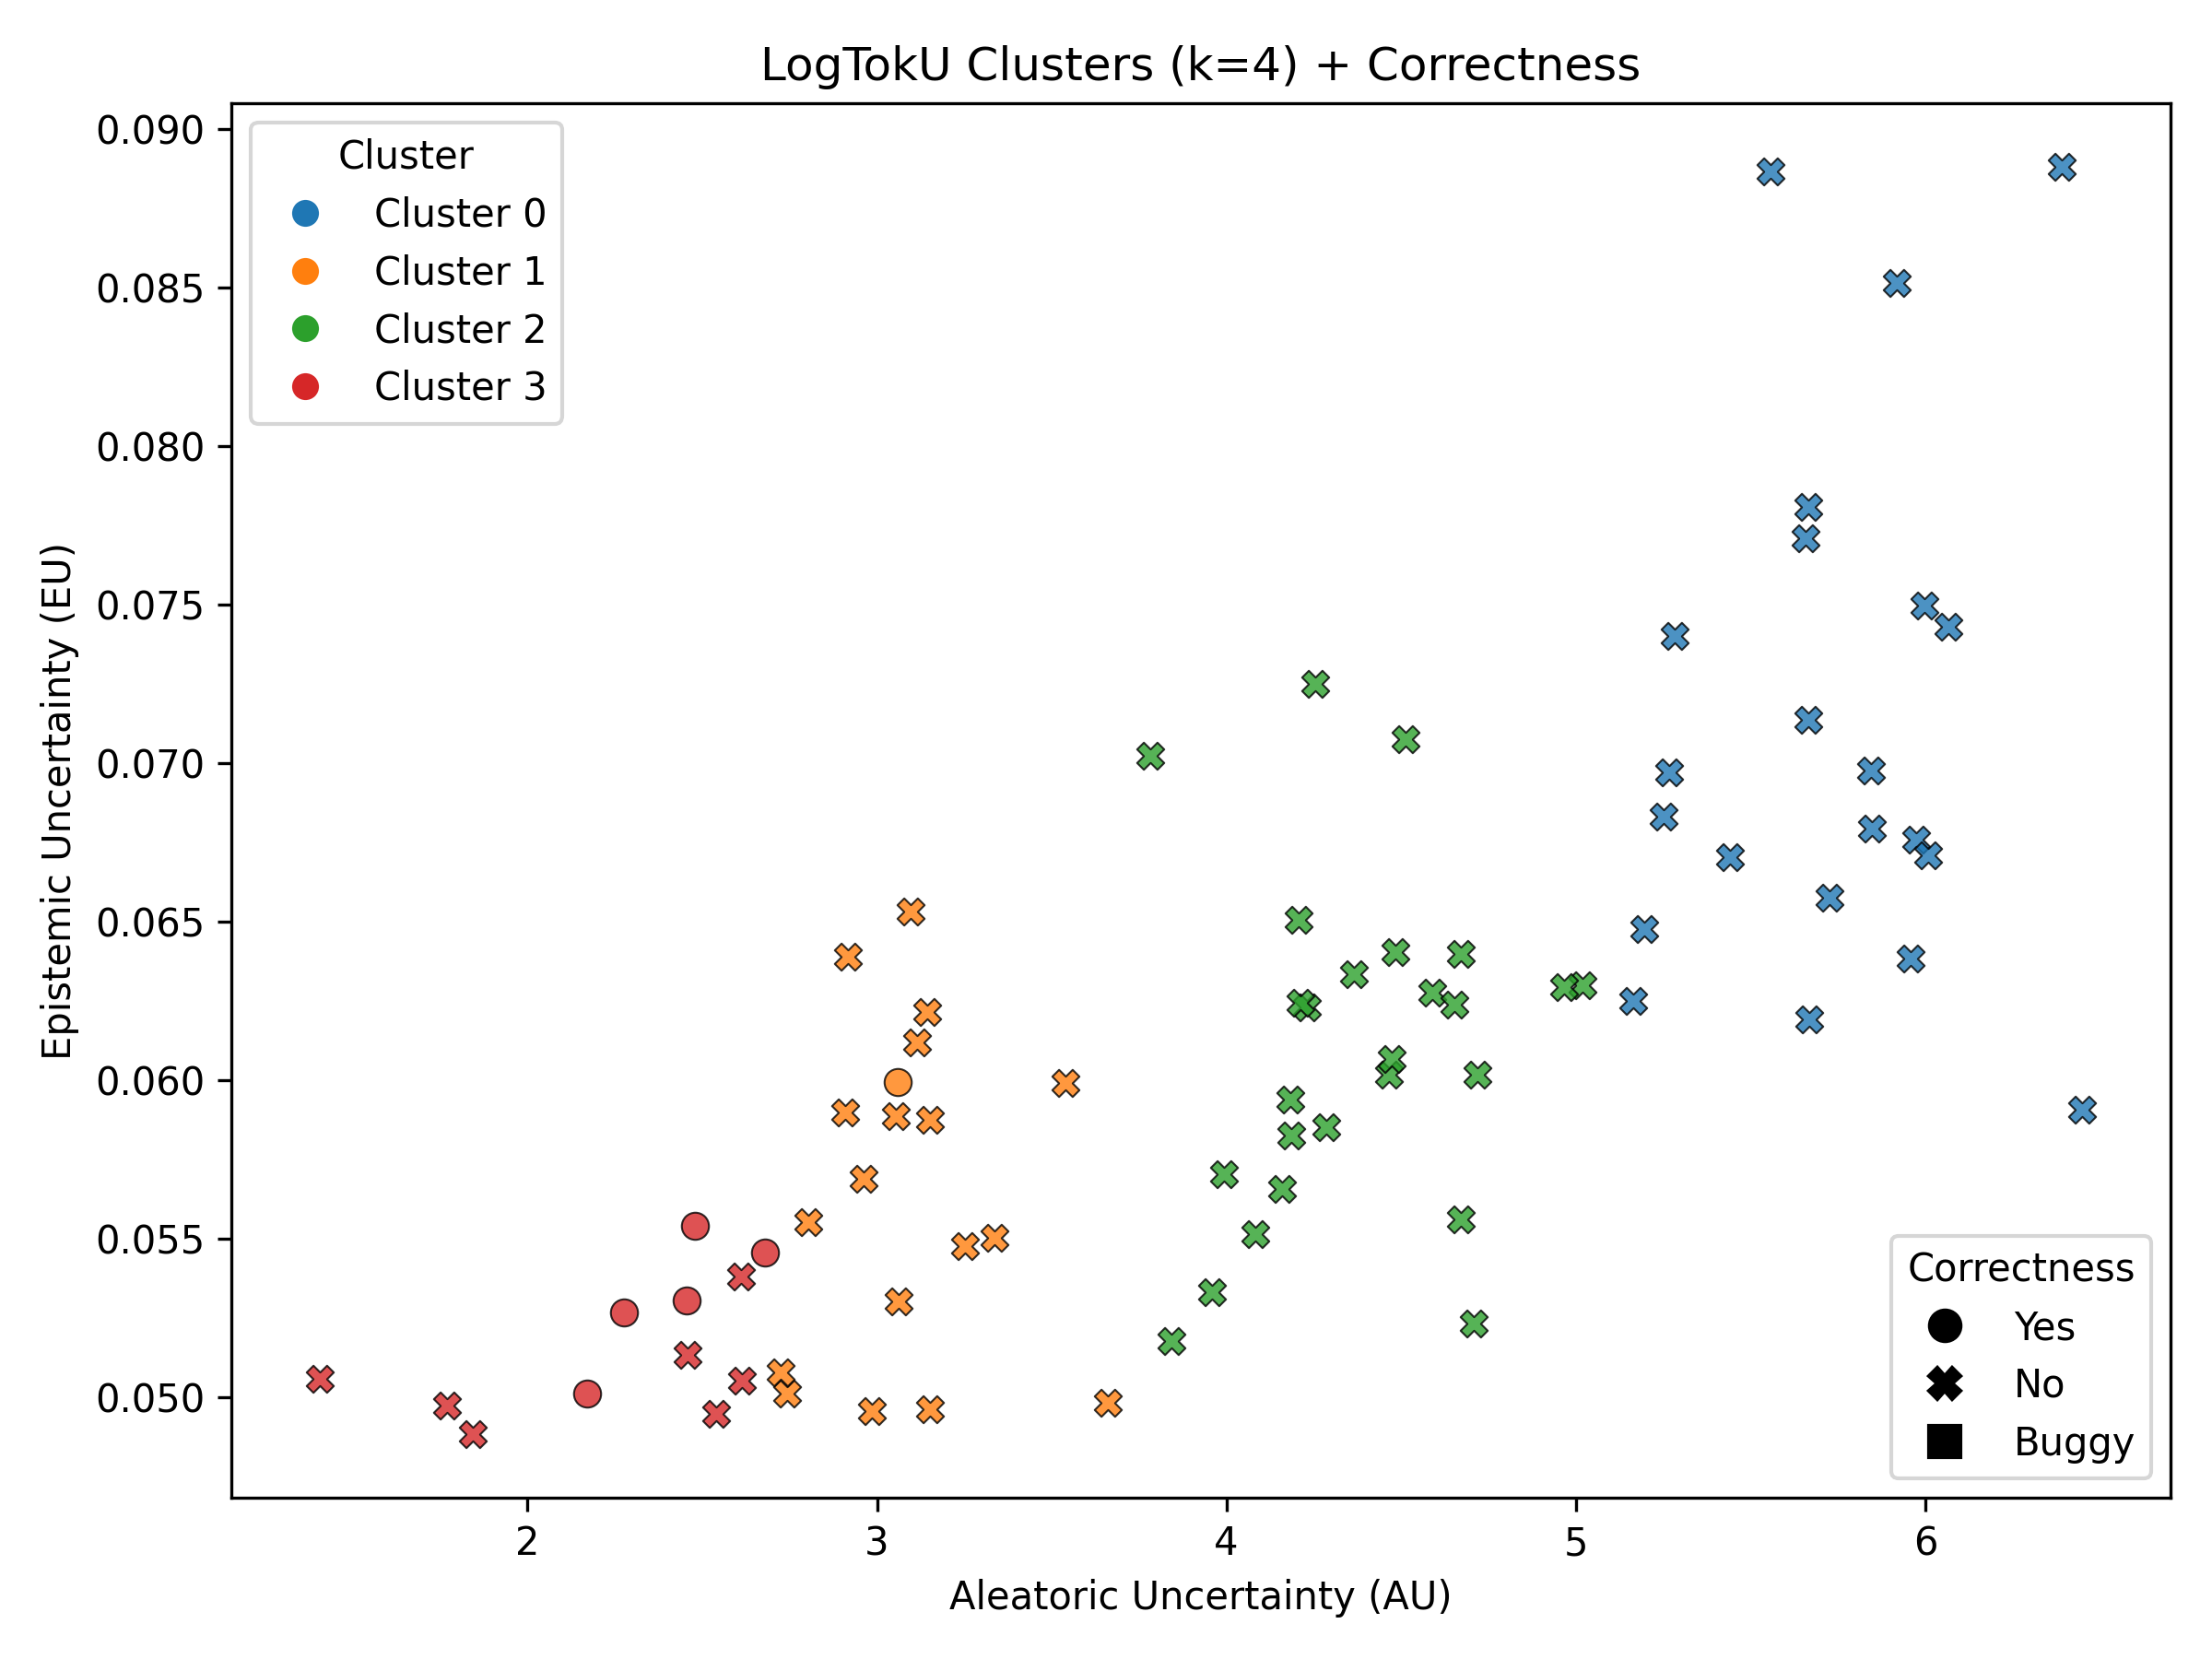 LogTokU Clusters (k=4) + Correctness
Cluster
Cluster 0
Cluster 1
Cluster 2
Cluster 3
0.090
0.085
0.080
0.075
0.070
0.065
0.060
0.055
0.050
Epistemic Uncertainty (EU)
Correctness
Yes
No
Buggy
2 3 4 5 6
Aleatoric Uncertainty (AU)